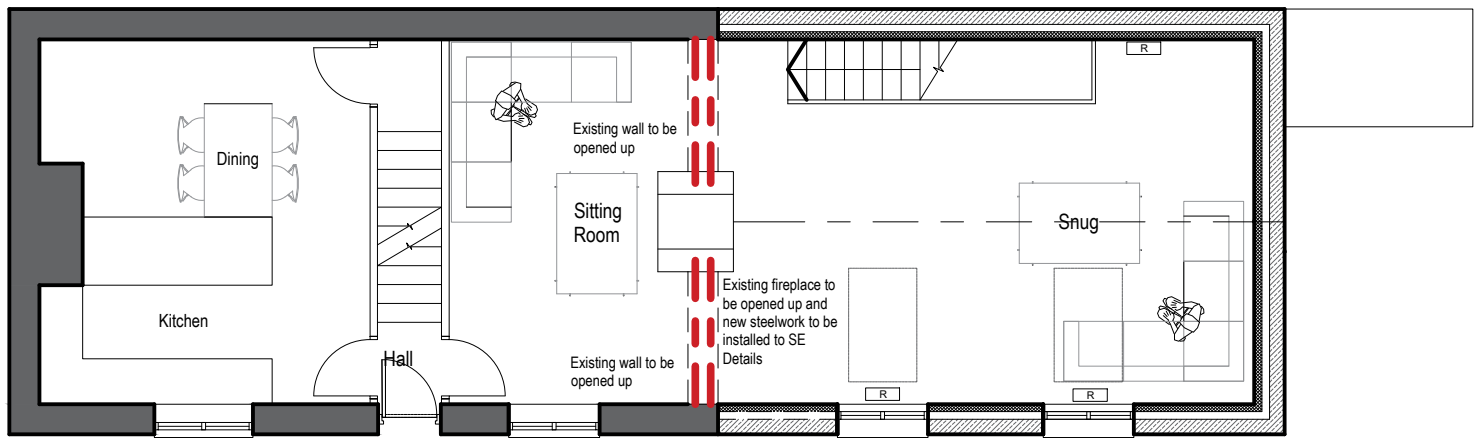 R
Existing wall to be
opened up
Dining
Sitting
Room
Snug
Existing fireplace to
be opened up and
new steelwork to be
installed to SE
Details
Kitchen
Hall
Existing wall to be
opened up
R
R